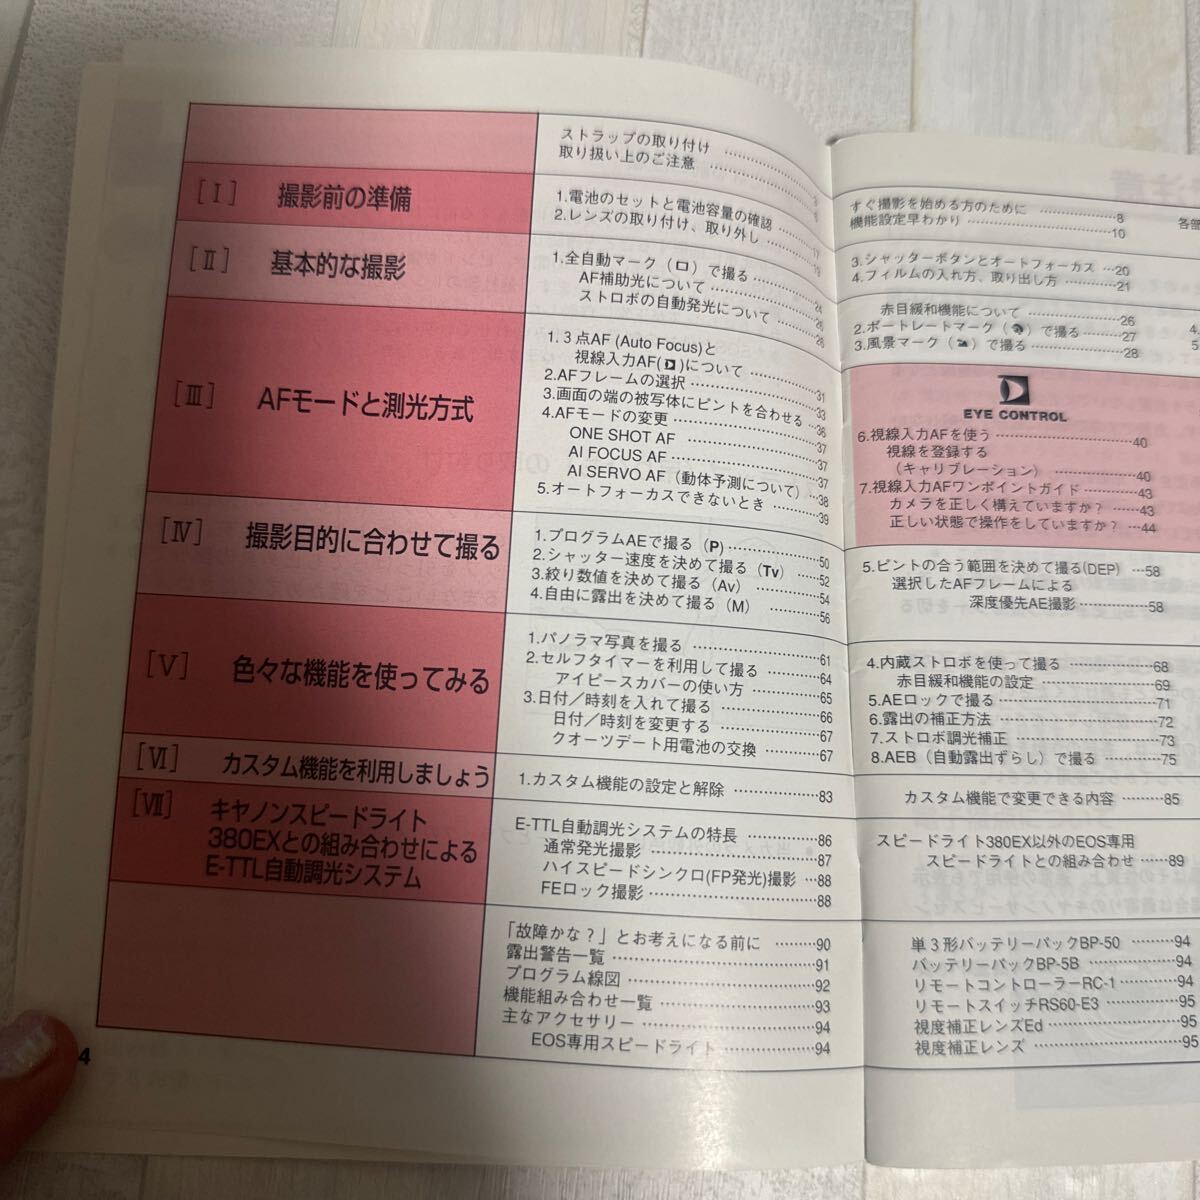 ストラップの取り付け
取り扱い上のご注意
[Ⅰ] 撮影前の準備
1.電池のセットと電池容量の確認 17
2.レンズの取り付け、取り外し 19
[Ⅱ] 基本的な撮影
1.全自動マーク（□）で撮る 24
AF補助光について 26
ストロボの自動発光について 26
[Ⅲ] AFモードと測光方式
1.３点AF (Auto Focus)と
視線入力AF( )について 31
2.AFフレームの選択 33
3.画面の端の被写体にピントを合わせる 36
4.AFモードの変更 37
ONE SHOT AF 37
AI FOCUS AF 37
AI SERVO AF（動体予測について） 38
5.オートフォーカスできないとき 39
[Ⅳ] 撮影目的に合わせて撮る
1.プログラムAEで撮る（P） 50
2.シャッター速度を決めて撮る（Tv） 52
3.絞り数値を決めて撮る（Av） 54
4.自由に露出を決めて撮る（M） 56
[Ⅴ] 色々な機能を使ってみる
1.パノラマ写真を撮る 61
2.セルフタイマーを利用して撮る 64
アイピースカバーの使い方 65
3.日付／時刻を入れて撮る 66
日付／時刻を変更する 67
クオーツデート用電池の交換 67
[Ⅵ] カスタム機能を利用しましょう
1.カスタム機能の設定と解除 83
[Ⅶ] キヤノンスピードライト
380EXとの組み合わせによる
E-TTL自動調光システム
E-TTL自動調光システムの特長 86
通常発光撮影 87
ハイスピードシンクロ(FP発光)撮影 88
FEロック撮影 88
「故障かな？」とお考えになる前に 90
露出警告一覧 91
プログラム線図 92
機能組み合わせ一覧 93
主なアクセサリー 94
EOS専用スピードライト 94
4
すぐ撮影を始める方のために 8
機能設定早わかり 10
3.シャッターボタンとオートフォーカス 20
4.フィルムの入れ方、取り出し方 21
赤目緩和機能について 26
2.ポートレートマーク（ ）で撮る 27
3.風景マーク（ ）で撮る 28
EYE CONTROL
6.視線入力AFを使う 40
視線を登録する
（キャリブレーション） 40
7.視線入力AFワンポイントガイド 43
カメラを正しく構えていますか？ 43
正しい状態で操作をしていますか？ 44
5.ピントの合う範囲を決めて撮る(DEP) 58
選択したAFフレームによる
深度優先AE撮影 58
4.内蔵ストロボを使って撮る 68
赤目緩和機能の設定 69
5.AEロックで撮る 71
6.露出の補正方法 72
7.ストロボ調光補正 73
8.AEB（自動露出ずらし）で撮る 75
カスタム機能で変更できる内容 85
スピードライト380EX以外のEOS専用
スピードライトとの組み合わせ 89
単３形バッテリーパックBP-50 94
バッテリーパックBP-5B 94
リモートコントローラーRC-1 94
リモートスイッチRS60-E3 95
視度補正レンズEd 95
視度補正レンズ 95